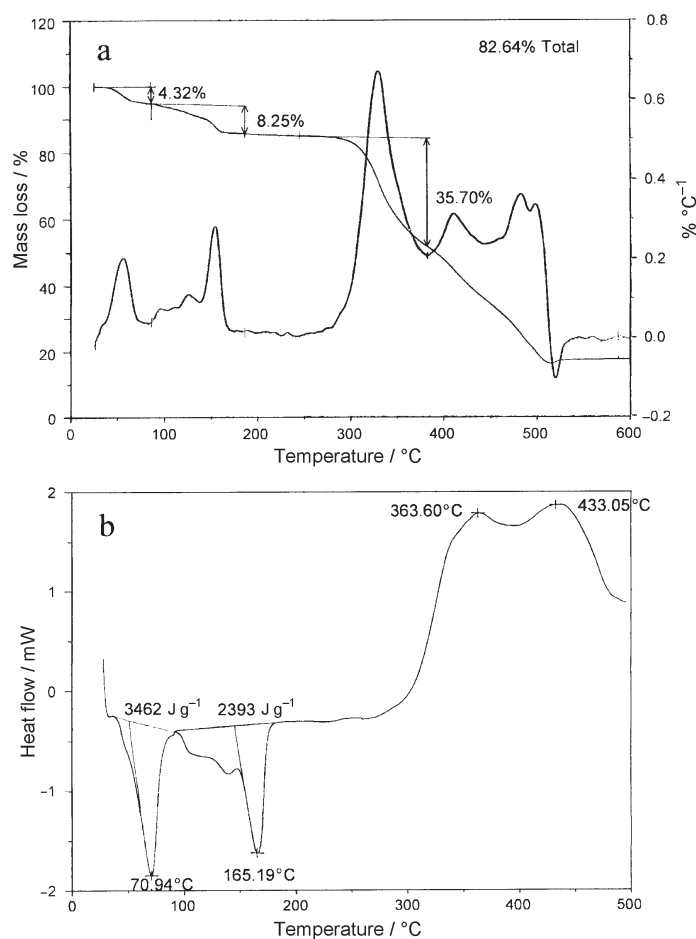 120
0.8
a
82.64% Total
100
4.32%
0.6
8.25%
80
0.4
Mass loss / %
60
35.70%
% °C⁻¹
0.2
40
20
0.0
0
−0.2
0
100
200
300
400
500
600
Temperature / °C
2
b
363.60°C
433.05°C
1
Heat flow / mW
0
3462 J g⁻¹
2393 J g⁻¹
−1
165.19°C
70.94°C
−2
0
100
200
300
400
500
Temperature / °C